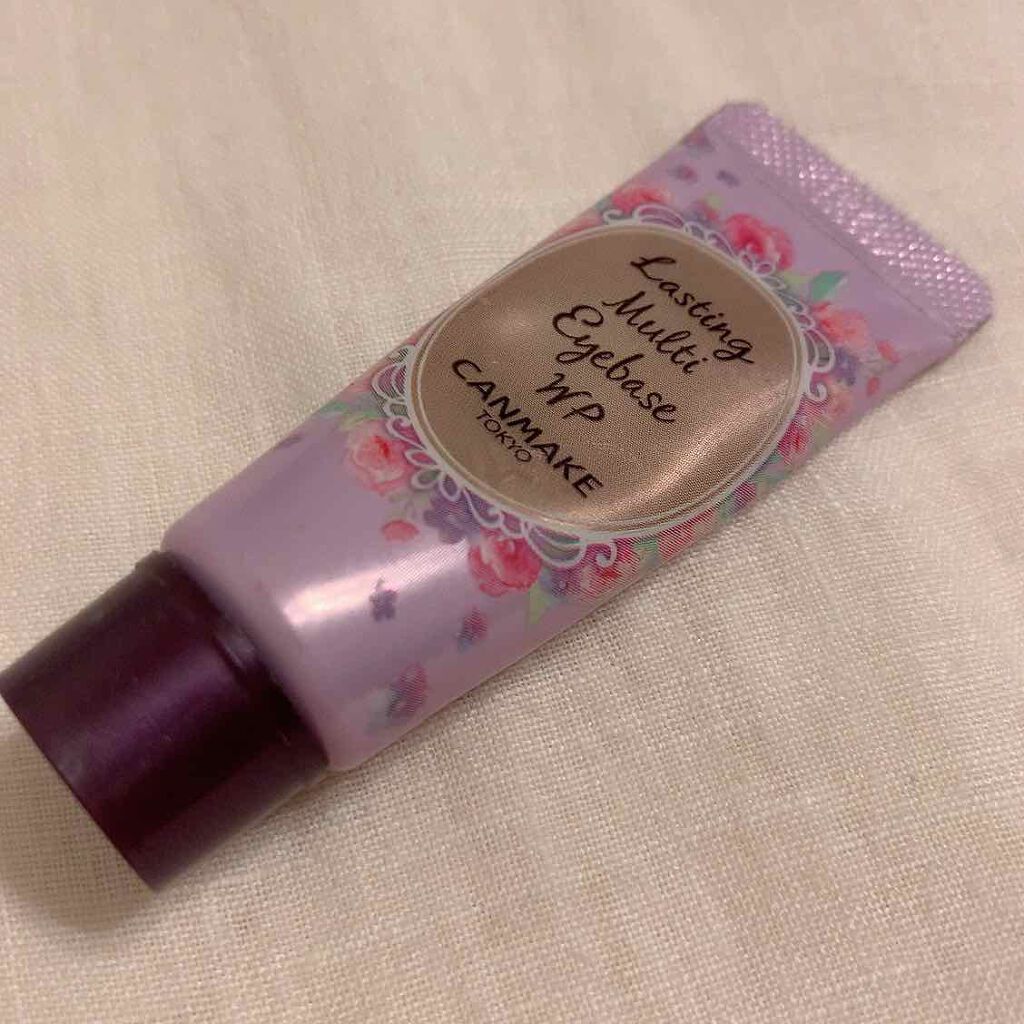 Lasting
Multi
Eyebase
WP
CANMAKE
TOKYO